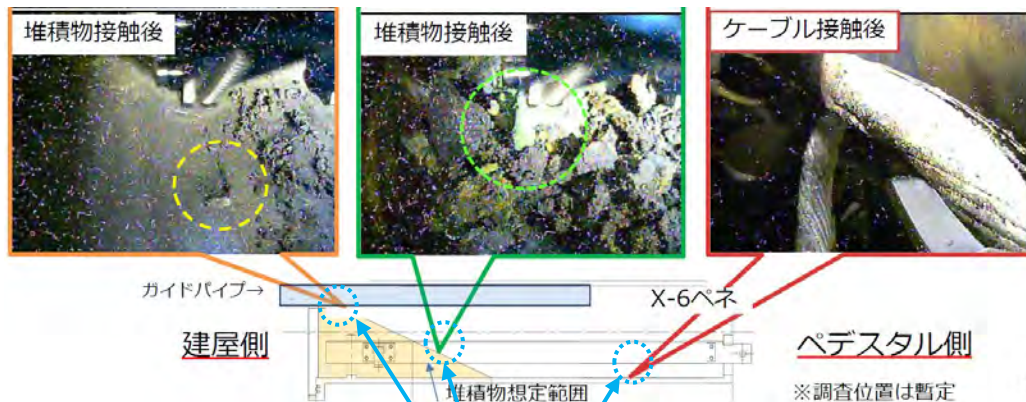 堆積物接触後
堆積物接触後
ケーブル接触後
ガイドパイプ→
X-6ペネ
建屋側
ペデスタル側
堆積物想定範囲
※調査位置は暫定